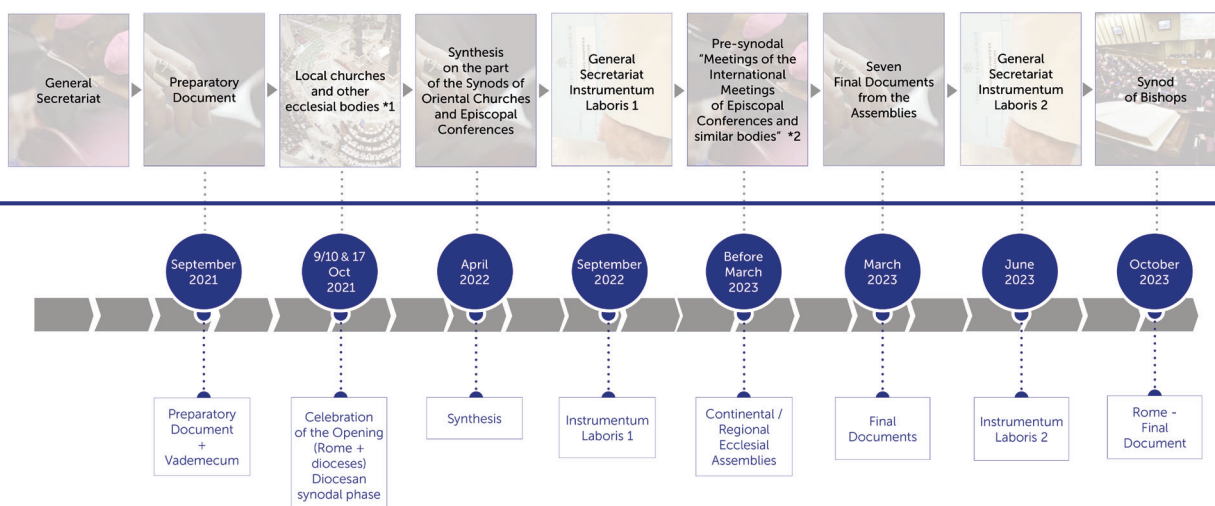 General
Secretariat
Preparatory
Document
Local churches
and other
ecclesial bodies *1
Synthesis
on the part
of the Synods of
Oriental Churches
and Episcopal
Conferences
General
Secretariat
Instrumentum
Laboris 1
Pre-synodal
“Meetings of the
International
Meetings
of Episcopal
Conferences and
similar bodies” *2
Seven
Final Documents
from the
Assemblies
General
Secretariat
Instrumentum
Laboris 2
Synod
of Bishops
September
2021
9/10 & 17
Oct
2021
April
2022
September
2022
Before
March
2023
March
2023
June
2023
October
2023
Preparatory
Document
+
Vademecum
Celebration
of the Opening
(Rome +
dioceses)
Diocesan
synodal phase
Synthesis
Instrumentum
Laboris 1
Continental /
Regional
Ecclesial
Assemblies
Final
Documents
Instrumentum
Laboris 2
Rome -
Final
Document